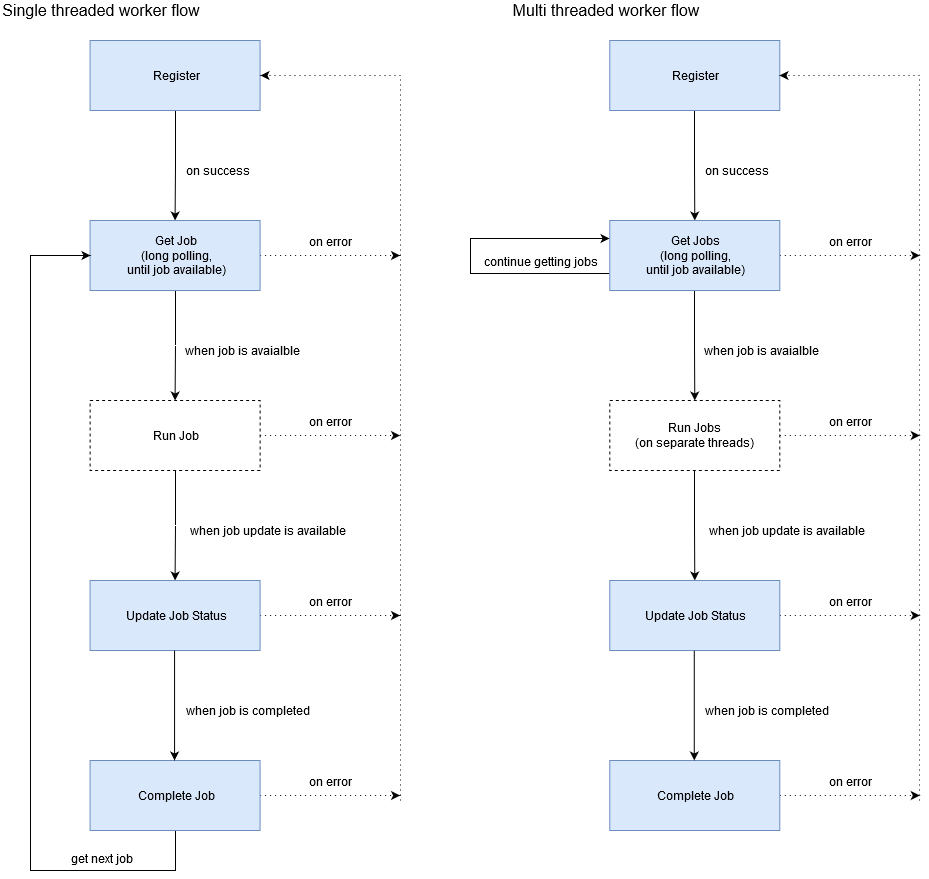 Single threaded worker flow
Register
on success
Get Job
(long polling,
until job available)
on error
when job is avaialble
Run Job
on error
when job update is available
Update Job Status
on error
when job is completed
Complete Job
on error
get next job
Multi threaded worker flow
Register
on success
Get Jobs
(long polling,
until job available)
on error
continue getting jobs
when job is avaialble
Run Jobs
(on separate threads)
on error
when job update is available
Update Job Status
on error
when job is completed
Complete Job
on error